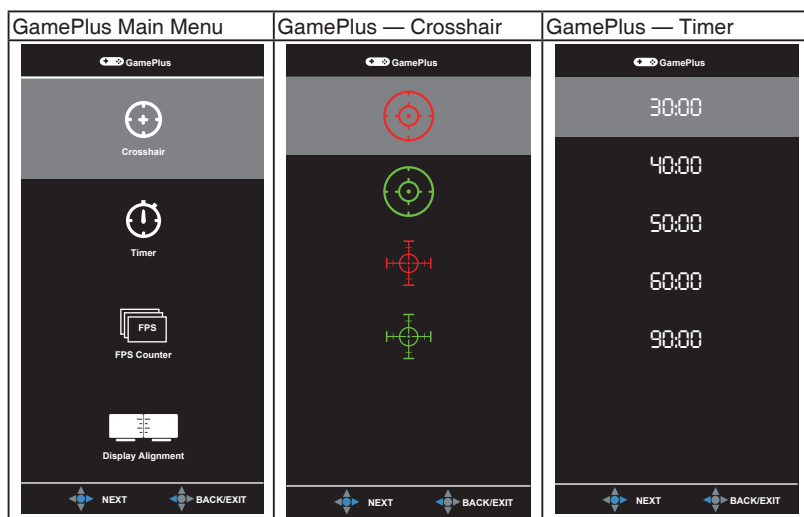 GamePlus Main Menu
GamePlus — Crosshair
GamePlus — Timer
GamePlus
Crosshair
Timer
FPS
FPS Counter
Display Alignment
NEXT
BACK/EXIT
GamePlus
NEXT
BACK/EXIT
GamePlus
30:00
40:00
50:00
60:00
90:00
NEXT
BACK/EXIT